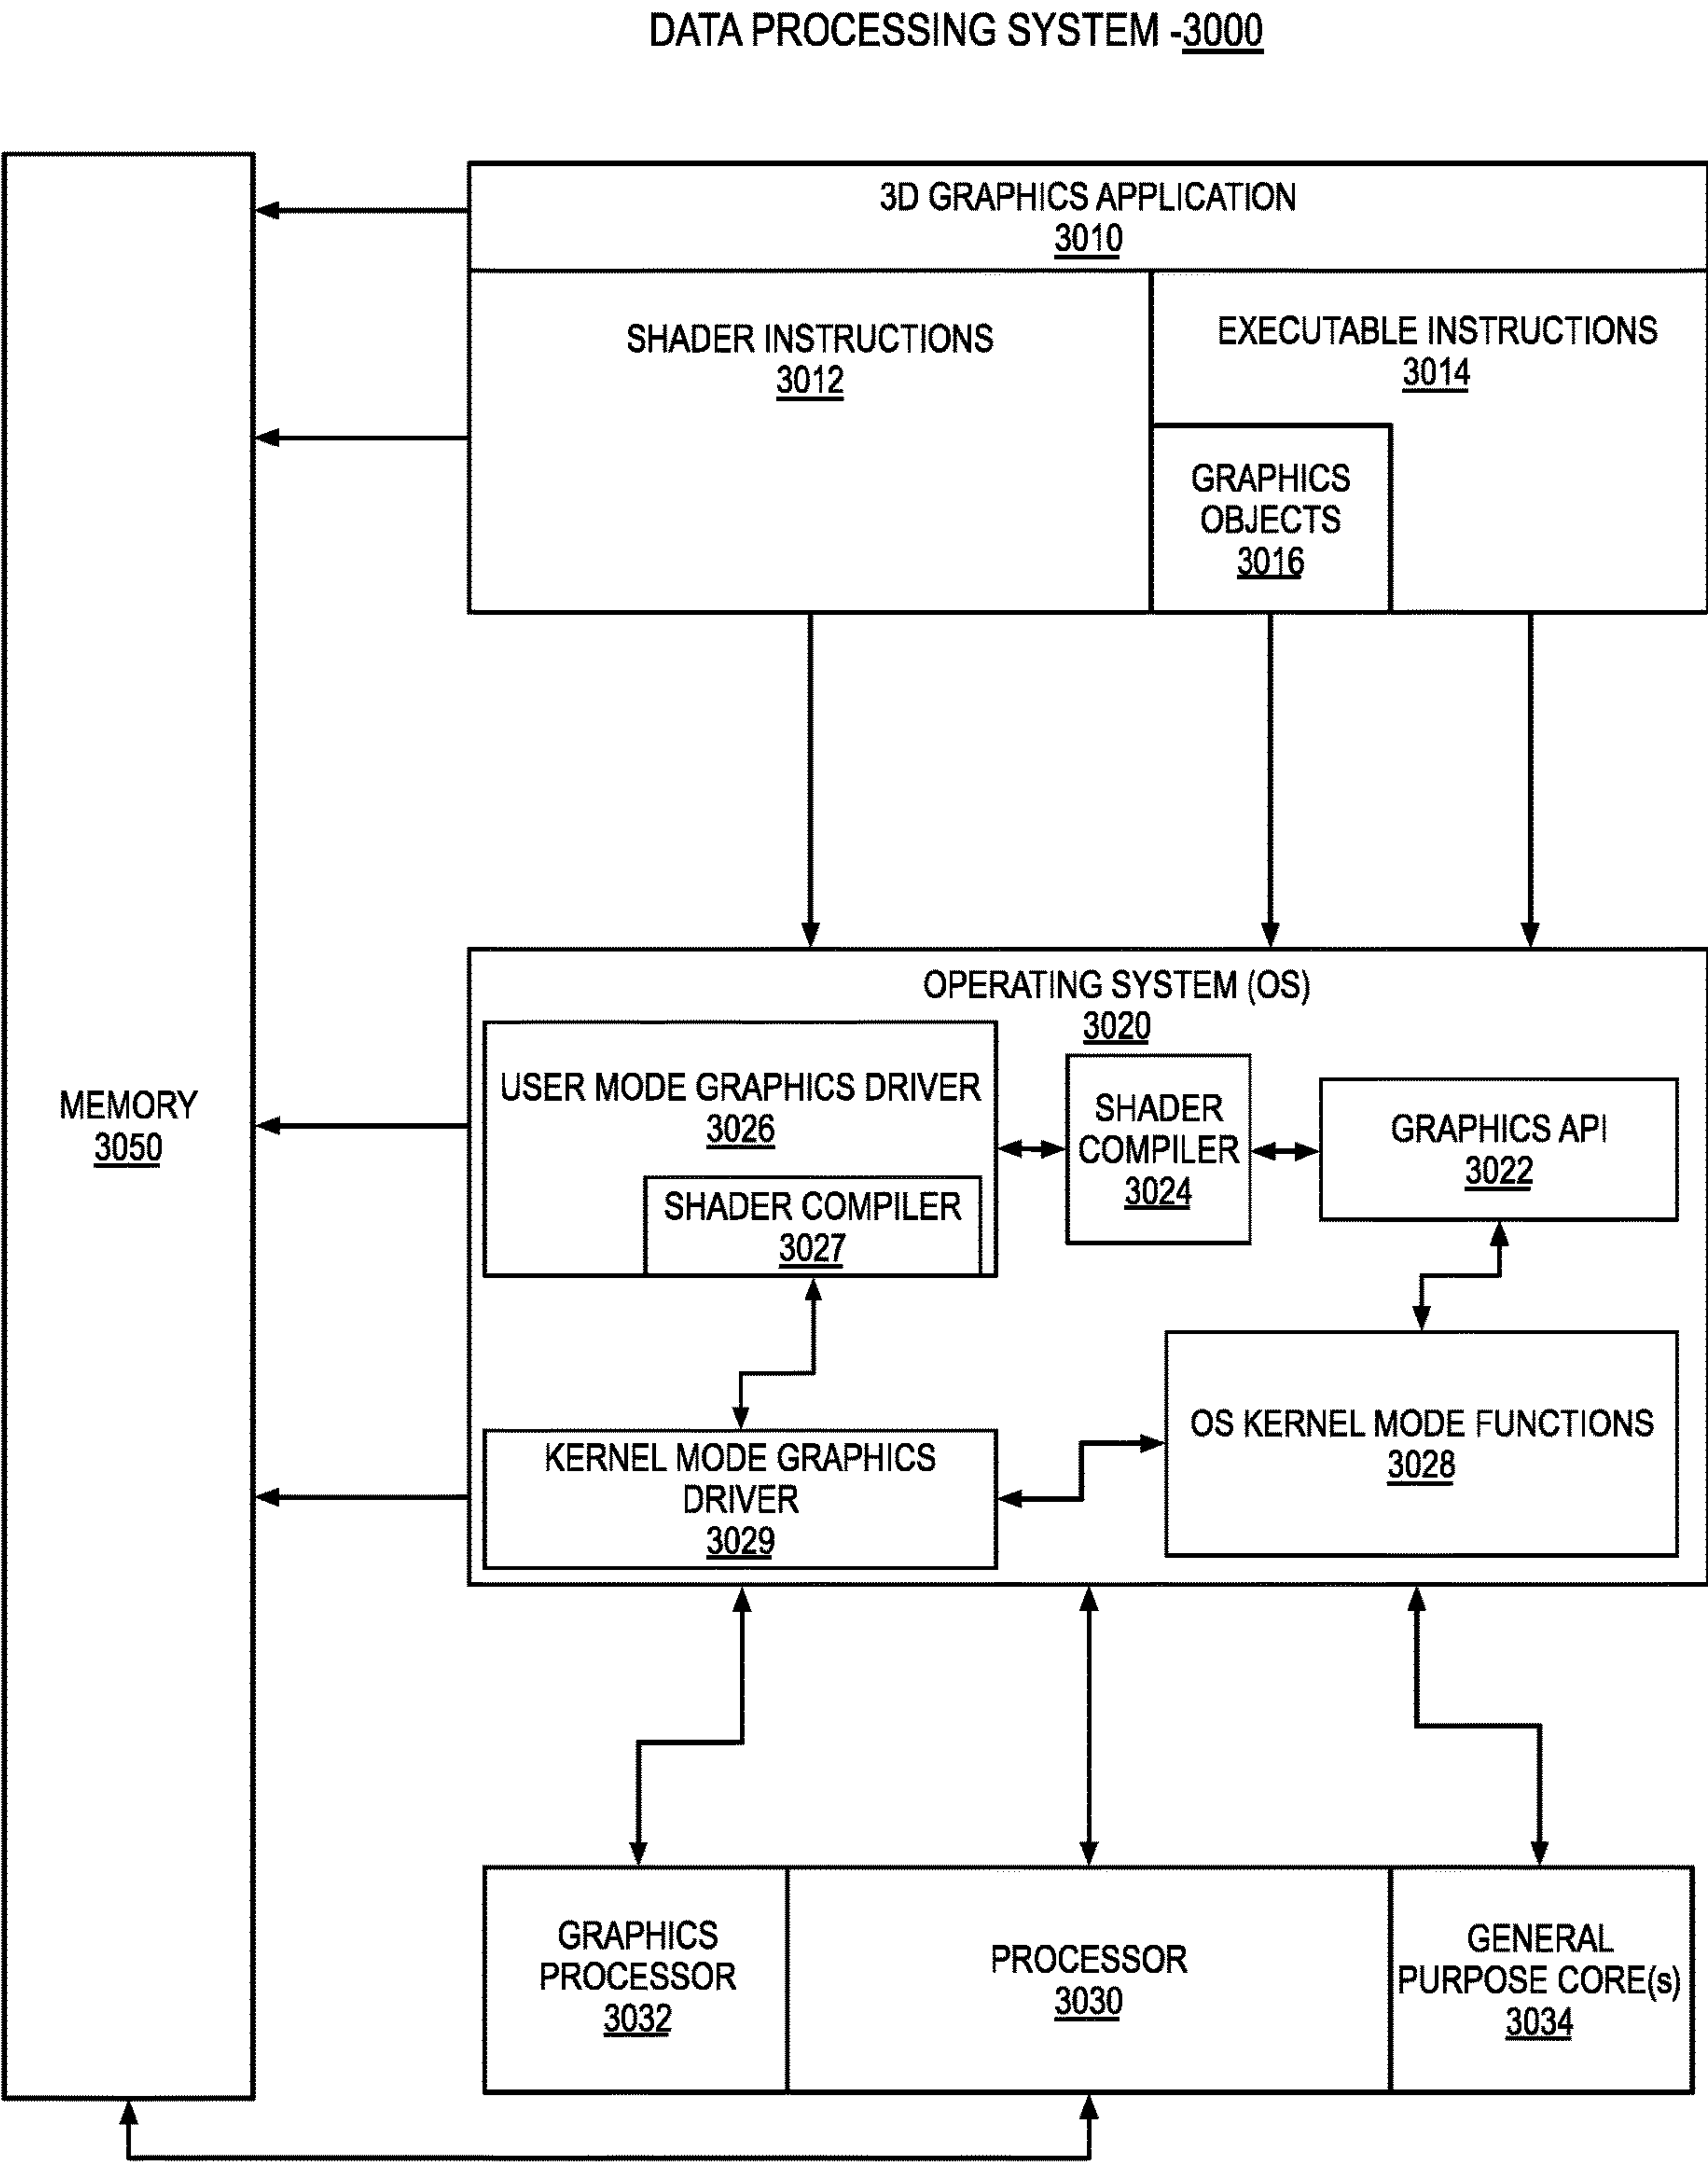 DATA PROCESSING SYSTEM -3000
3D GRAPHICS APPLICATION
3010
SHADER INSTRUCTIONS
3012
EXECUTABLE INSTRUCTIONS
3014
GRAPHICS
OBJECTS
3016
MEMORY
3050
OPERATING SYSTEM (OS)
3020
USER MODE GRAPHICS DRIVER
3026
SHADER COMPILER
3027
SHADER
COMPILER
3024
GRAPHICS API
3022
KERNEL MODE GRAPHICS
DRIVER
3029
OS KERNEL MODE FUNCTIONS
3028
GRAPHICS
PROCESSOR
3032
PROCESSOR
3030
GENERAL
PURPOSE CORE(s)
3034